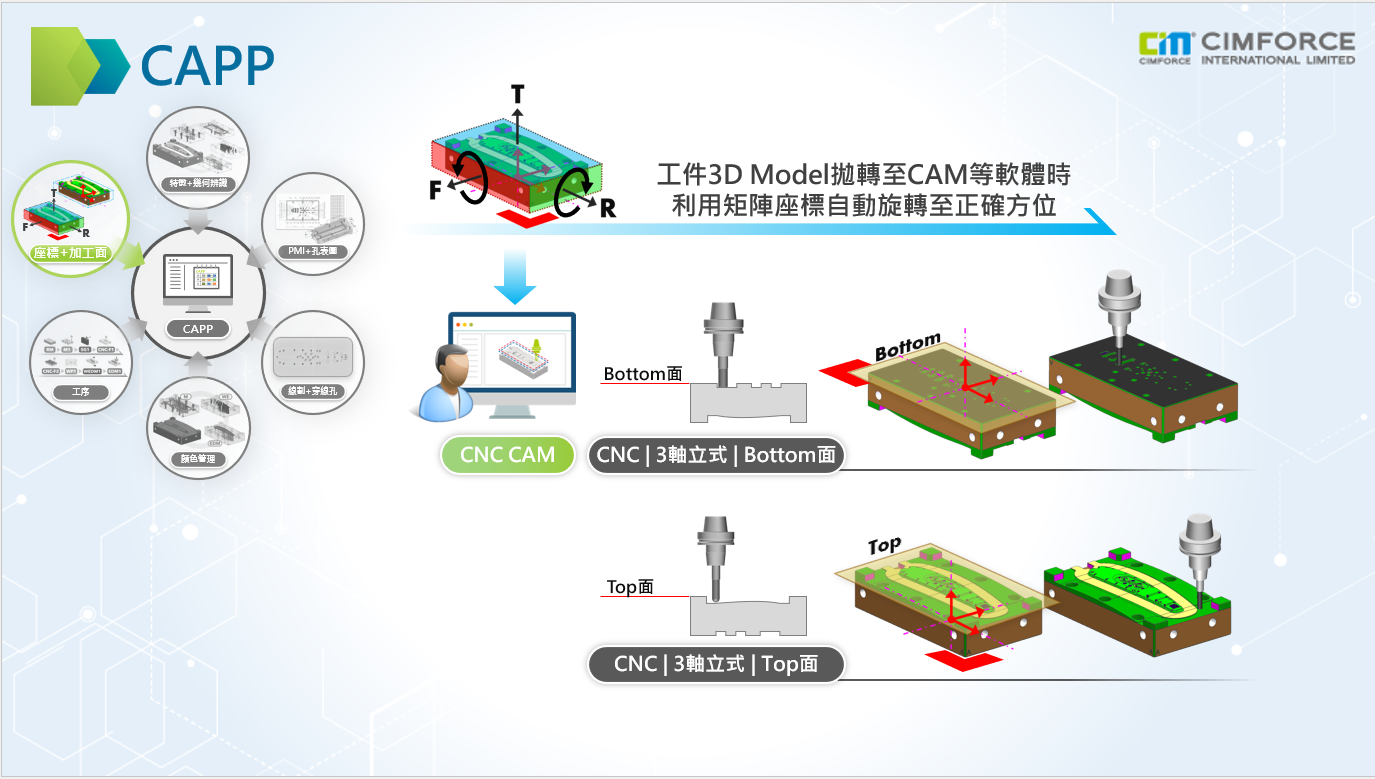 CAPP
CIM
CIMFORCE
CIMFORCE
INTERNATIONAL LIMITED
特徵+幾何辨識
T
F
R
座標+加工面
PMI+孔表圖
CAPP
工序
線割+穿線孔
顏色管理
T
F
R
工件3D Model拋轉至CAM等軟體時
利用矩陣座標自動旋轉至正確方位
CNC CAM
Bottom面
Bottom
CNC | 3軸立式 | Bottom面
Top面
Top
CNC | 3軸立式 | Top面